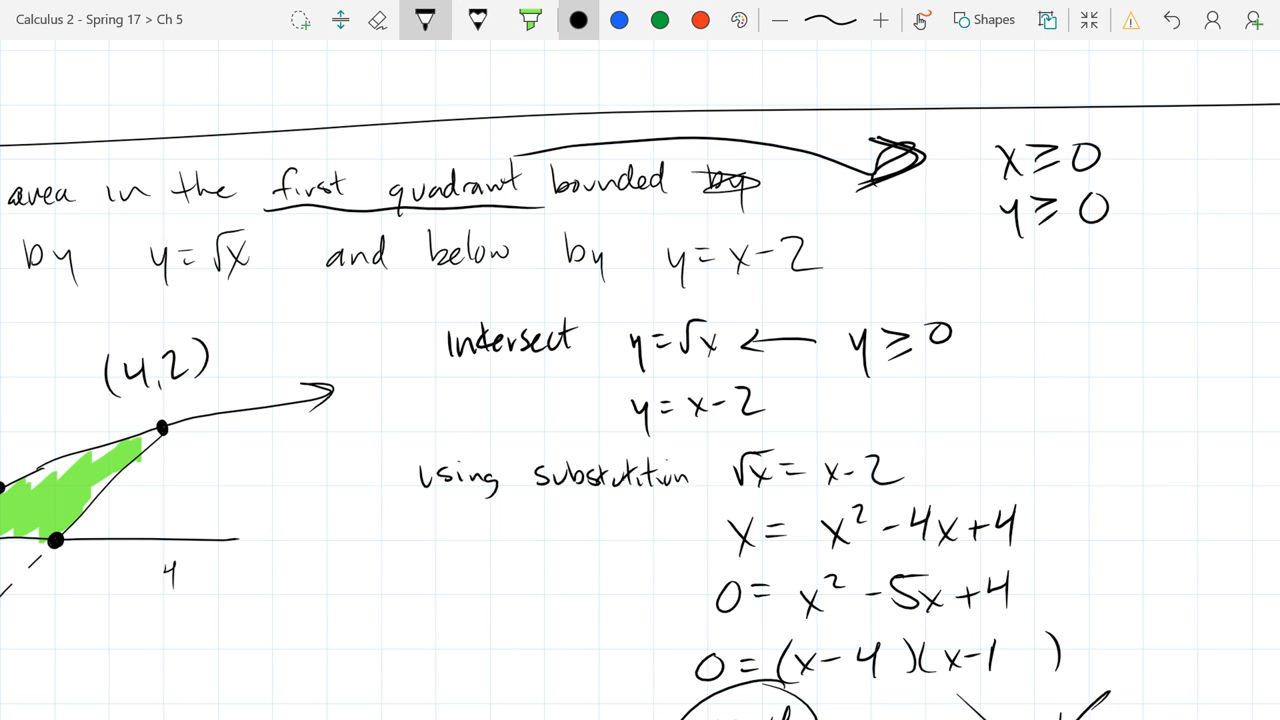 Calculus 2 - Spring 17 > Ch 5
Shapes
area in the first quadrant bounded by
x ≥ 0
y ≥ 0
by y = √x and below by y = x - 2
(4,2)
Intersect y = √x ← y ≥ 0
y = x - 2
Using substitution √x = x - 2
x = x² - 4x + 4
4
0 = x² - 5x + 4
0 = (x - 4)(x - 1 )